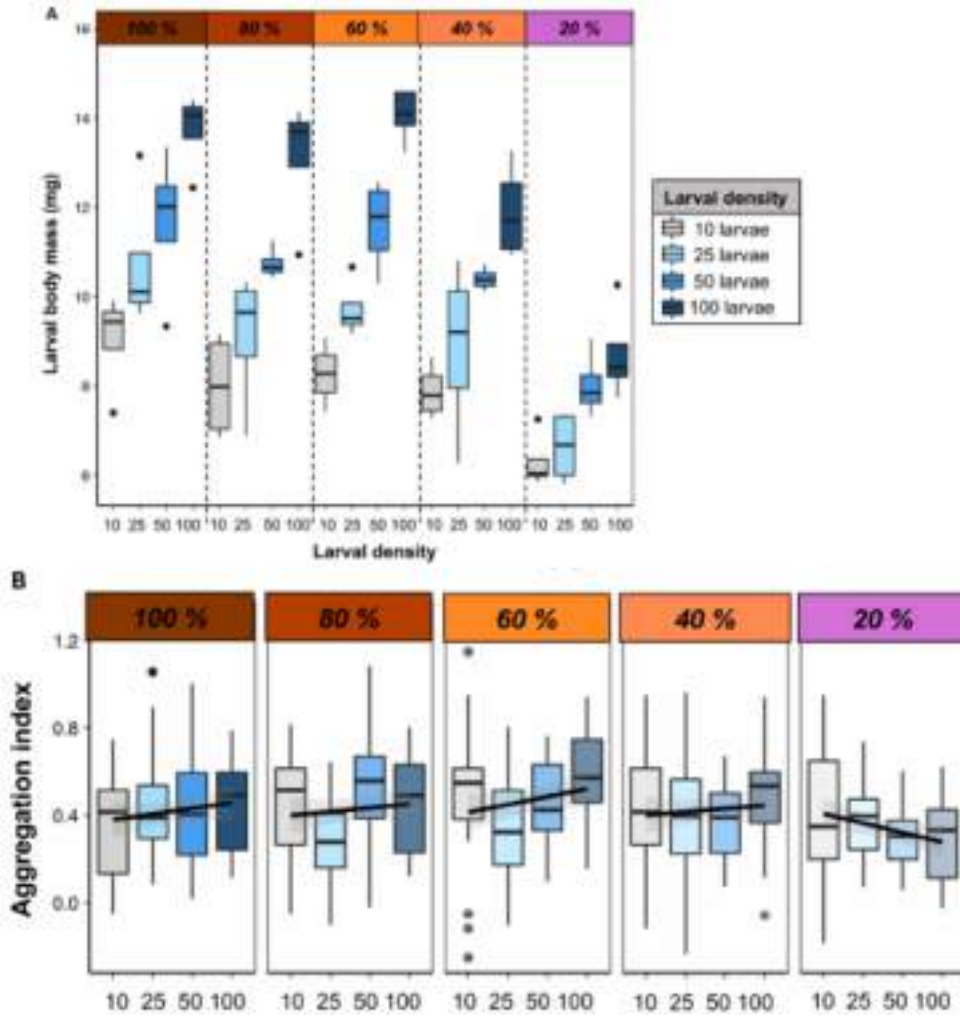 A
100 % 80 % 60 % 40 % 20 %
16
14
12
10
8
6
Larval body mass (mg)
10 25 50 100 10 25 50 100 10 25 50 100 10 25 50 100 10 25 50 100
Larval density
Larval density
10 larvae
25 larvae
50 larvae
100 larvae
B
100 % 80 % 60 % 40 % 20 %
1.2
0.8
0.4
0.0
Aggregation index
10 25 50 100 10 25 50 100 10 25 50 100 10 25 50 100 10 25 50 100